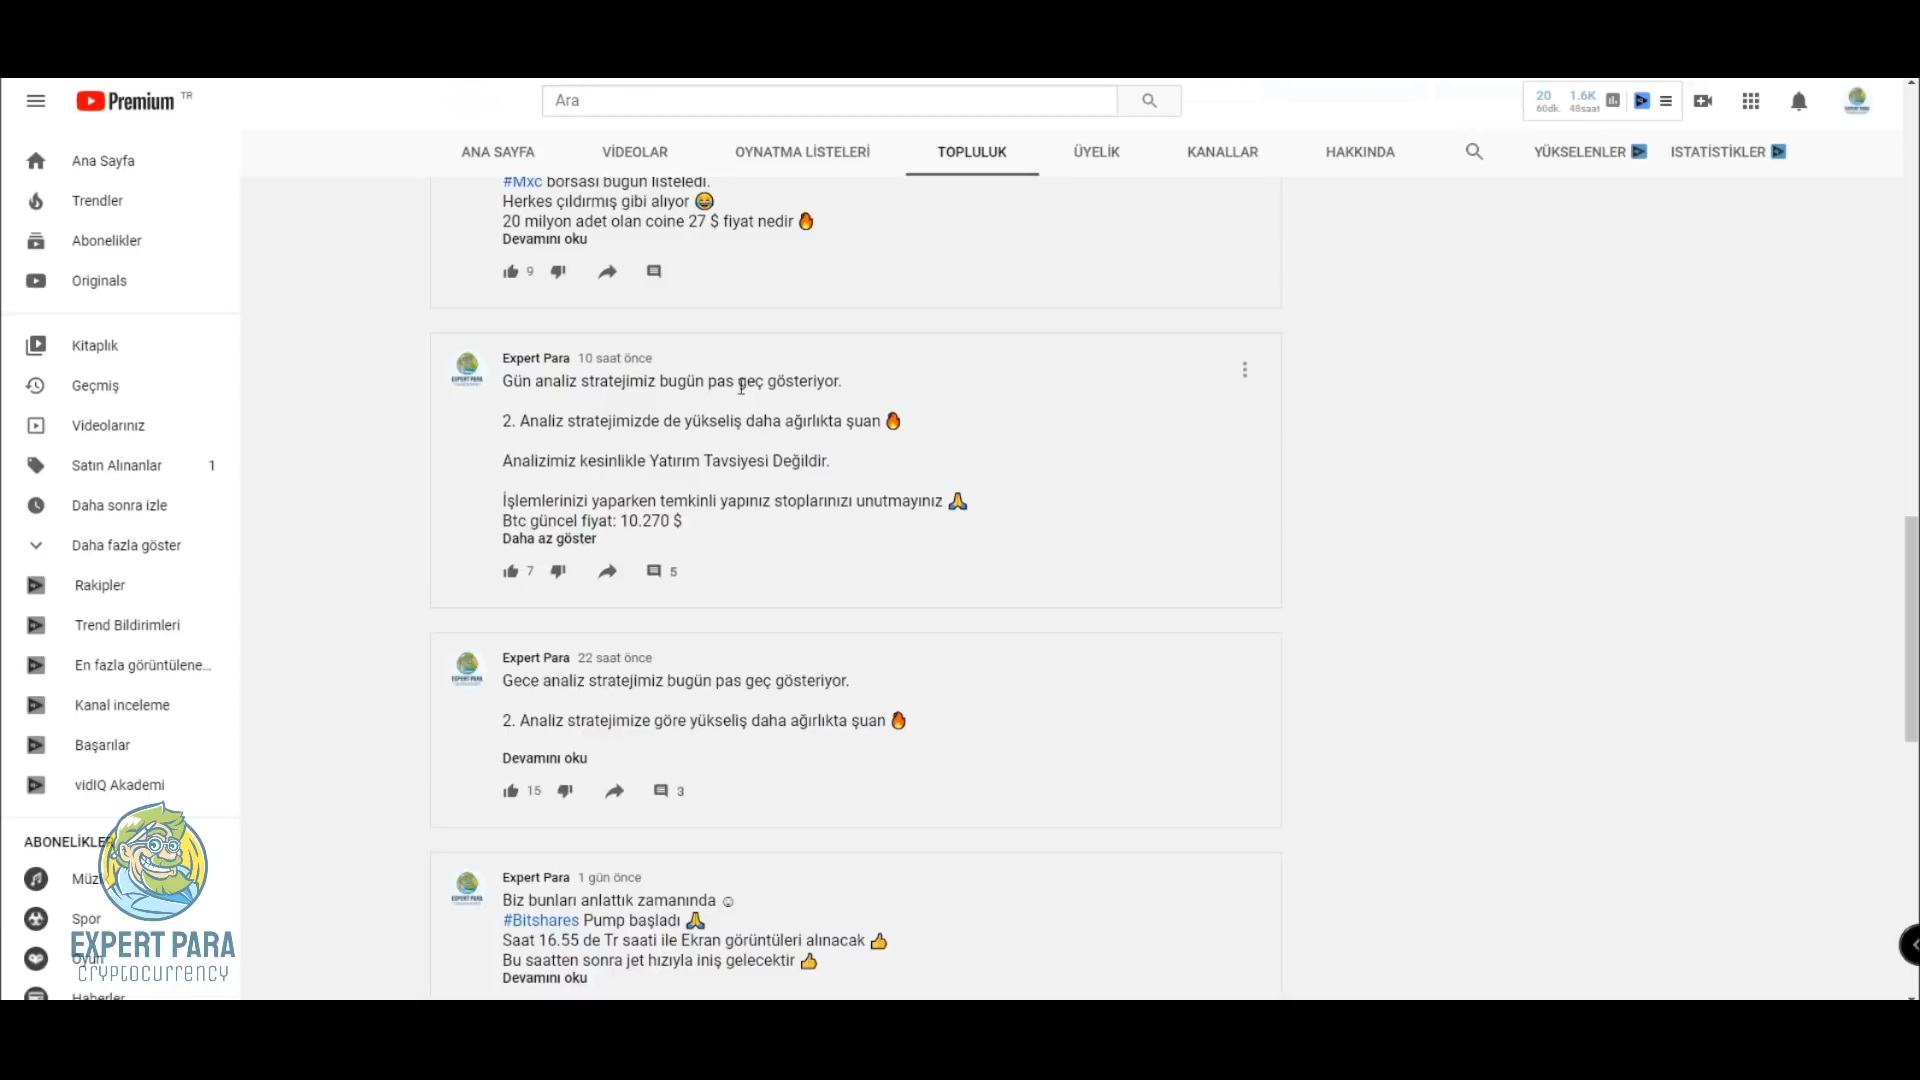 Premium TR
Ara
20 1.6K
60dk. 48saat
ANA SAYFA VİDEOLAR OYNATMA LİSTELERİ TOPLULUK ÜYELİK KANALLAR HAKKINDA YÜKSELENLER ISTATİSTİKLER
Ana Sayfa
Trendler
Abonelikler
Originals
Kitaplık
Geçmiş
Videolarınız
Satın Alınanlar 1
Daha sonra izle
Daha fazla göster
Rakipler
Trend Bildirimleri
En fazla görüntülene...
Kanal inceleme
Başarılar
vidIQ Akademi
ABONELİKLER
Müzi
Spor
Oyun
Haberler
EXPERT PARA
CRYPTOCURRENCY
#Mxc borsası bugün listeledi.
Herkes çıldırmış gibi alıyor 😂
20 milyon adet olan coine 27 $ fiyat nedir 🔥
Devamını oku
9
Expert Para 10 saat önce
Gün analiz stratejimiz bugün pas geç gösteriyor.
2. Analiz stratejimizde de yükseliş daha ağırlıkta şuan 🔥
Analizimiz kesinlikle Yatırım Tavsiyesi Değildir.
İşlemlerinizi yaparken temkinli yapınız stoplarınızı unutmayınız 🙏
Btc güncel fiyat: 10.270 $
Daha az göster
7 5
Expert Para 22 saat önce
Gece analiz stratejimiz bugün pas geç gösteriyor.
2. Analiz stratejimize göre yükseliş daha ağırlıkta şuan 🔥
Devamını oku
15 3
Expert Para 1 gün önce
Biz bunları anlattık zamanında ☺
#Bitshares Pump başladı 🙏
Saat 16.55 de Tr saati ile Ekran görüntüleri alınacak 👍
Bu saatten sonra jet hızıyla iniş gelecektir 👍
Devamını oku